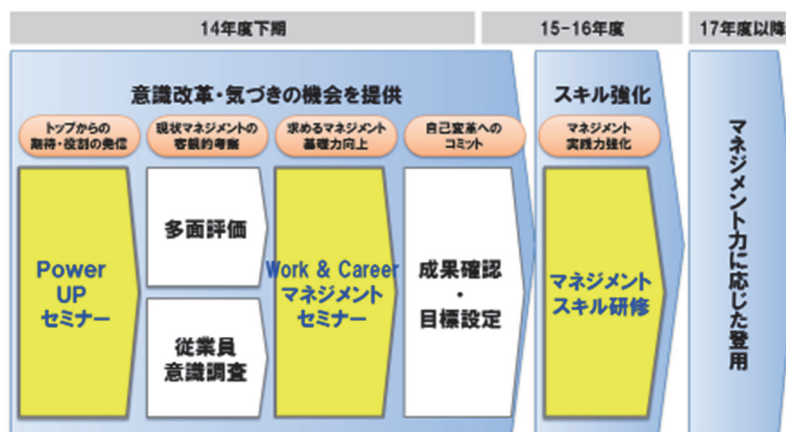 14年度下期
15-16年度
17年度以降
意識改革・気づきの機会を提供
スキル強化
トップからの
期待・役割の発信
現状マネジメントの
客観的考察
求めるマネジメント
基礎力向上
自己変革への
コミット
マネジメント
実践力強化
Power
UP
セミナー
多面評価
従業員
意識調査
Work & Career
マネジメント
セミナー
成果確認
・
目標設定
マネジメント
スキル研修
マネジメント力に応じた登用